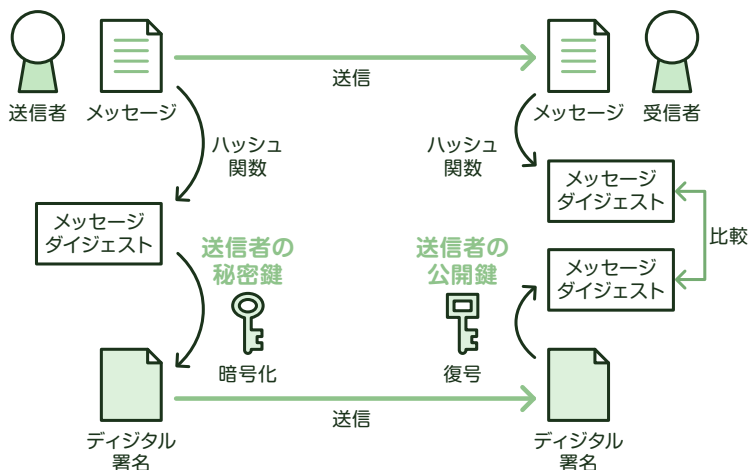 送信者
メッセージ
送信
メッセージ
受信者
ハッシュ
関数
ハッシュ
関数
メッセージ
ダイジェスト
メッセージ
ダイジェスト
比較
送信者の
秘密鍵
送信者の
公開鍵
メッセージ
ダイジェスト
暗号化
復号
送信
ディジタル
署名
ディジタル
署名